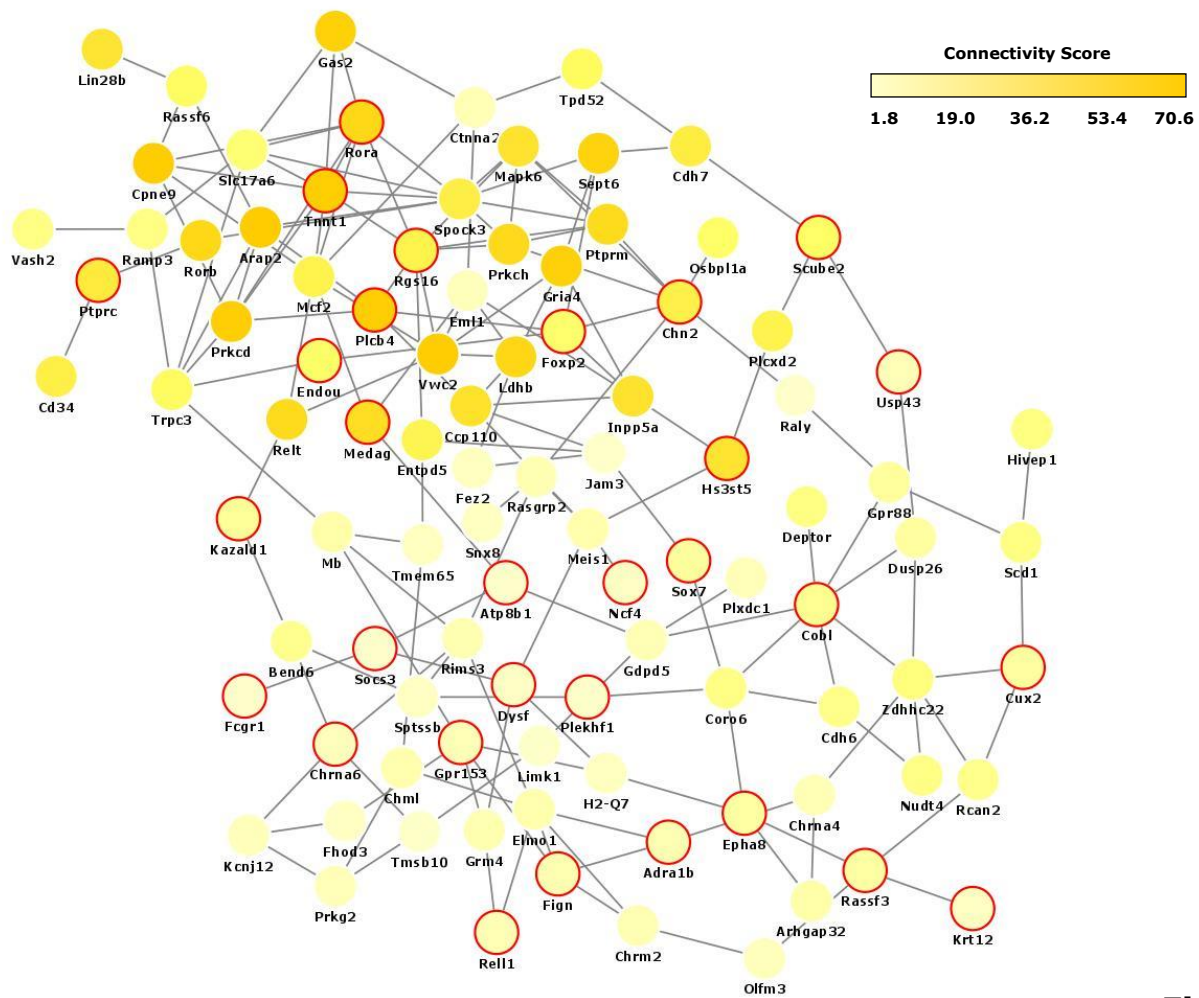 Connectivity Score
1.8 19.0 36.2 53.4 70.6
Gas2
Lin28b
Tpd52
Rassf6
Ctnna2
Rora
Mapk6
Sept6
Cdh7
Slc17a6
Cpne9
Tnnt1
Spock3
Vash2
Ramp3
Rorb
Arap2
Rgs16
Prkch
Ptprm
Osbpl1a
Scube2
Ptprc
Mcf2
Eml1
Gria4
Chn2
Prkcd
Plcb4
Foxp2
Plcxd2
Endou
Vwc2
Ldhb
Usp43
Cd34
Trpc3
Raly
Relt
Medag
Ccp110
Inpp5a
Entpd5
Hivep1
Fez2
Jam3
Hs3st5
Rasgrp2
Gpr88
Kazald1
Snx8
Deptor
Mb
Tmem65
Meis1
Dusp26
Scd1
Sox7
Plxdc1
Atp8b1
Ncf4
Cobl
Bend6
Socs3
Rims3
Gdpd5
Fcgr1
Sptssb
Dysf
Plekhf1
Coro6
Zdhhc22
Cux2
Cdh6
Chrna6
Gpr153
Limk1
Chml
H2-Q7
Nudt4
Rcan2
Chrna4
Kcnj12
Fhod3
Tmsb10
Grm4
Elmo1
Epha8
Adra1b
Prkg2
Fign
Rassf3
Arhgap32
Krt12
Rell1
Chrm2
Olfm3